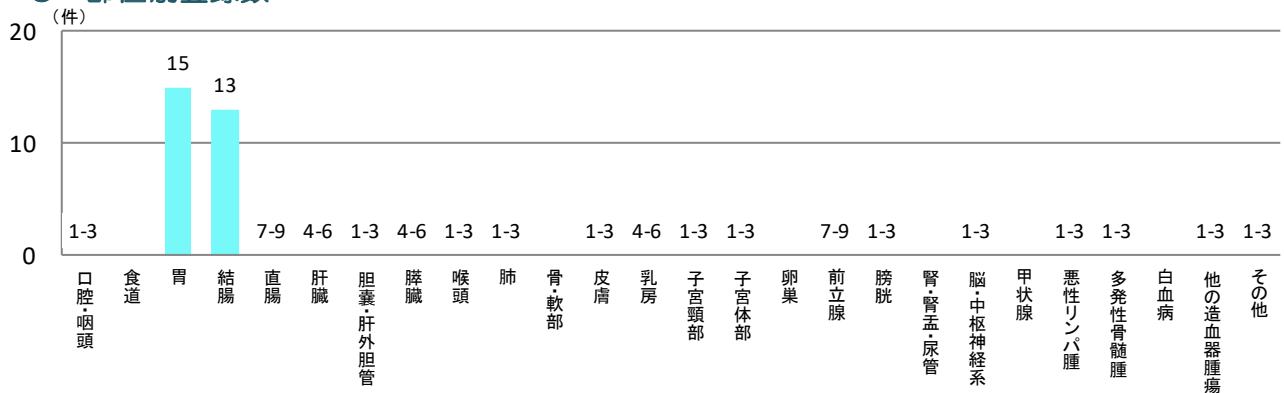 （件）
20
10
0
15
13
1-3
7-9
4-6
1-3
4-6
1-3
1-3
1-3
4-6
1-3
1-3
7-9
1-3
1-3
1-3
1-3
1-3
1-3
口腔・咽頭
食道
胃
結腸
直腸
肝臓
胆嚢・肝外胆管
膵臓
喉頭
肺
骨・軟部
皮膚
乳房
子宮頸部
子宮体部
卵巣
前立腺
膀胱
腎・腎盂・尿管
脳・中枢神経系
甲状腺
悪性リンパ腫
多発性骨髄腫
白血病
他の造血器腫瘍
その他